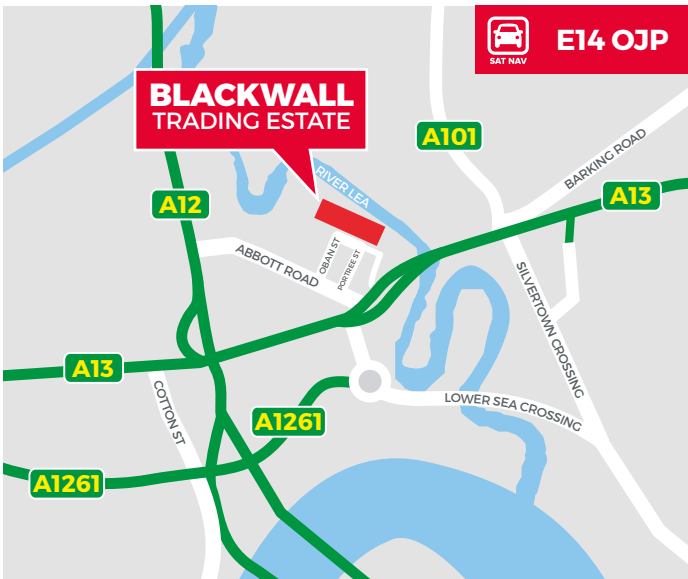 SAT NAV
E14 OJP
BLACKWALL
TRADING ESTATE
A101
BARKING ROAD
RIVER LEA
A12
A13
OBAN ST
PORTREE ST
ABBOTT ROAD
SILVERTOWN CROSSING
A13
COTTON ST
LOWER SEA CROSSING
A1261
A1261